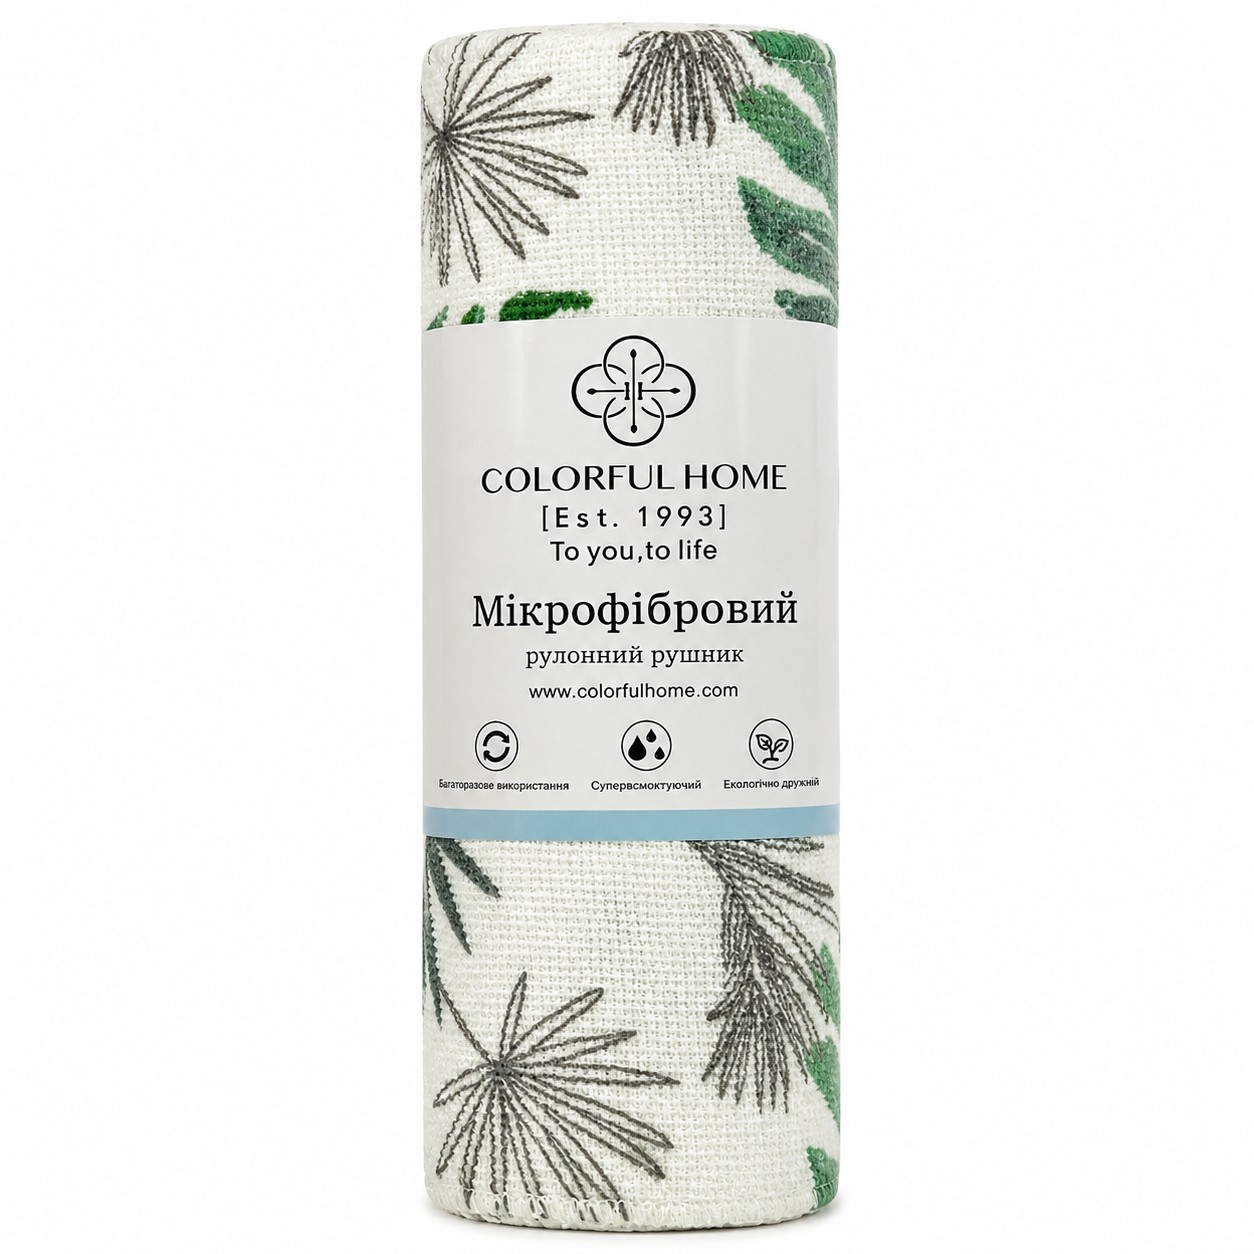 COLORFUL HOME
[Est. 1993]
To you,to life
Мікрофібровий
рулонний рушник
www.colorfulhome.com
Багаторазове використання Супервсмоктуючий Екологічно дружній